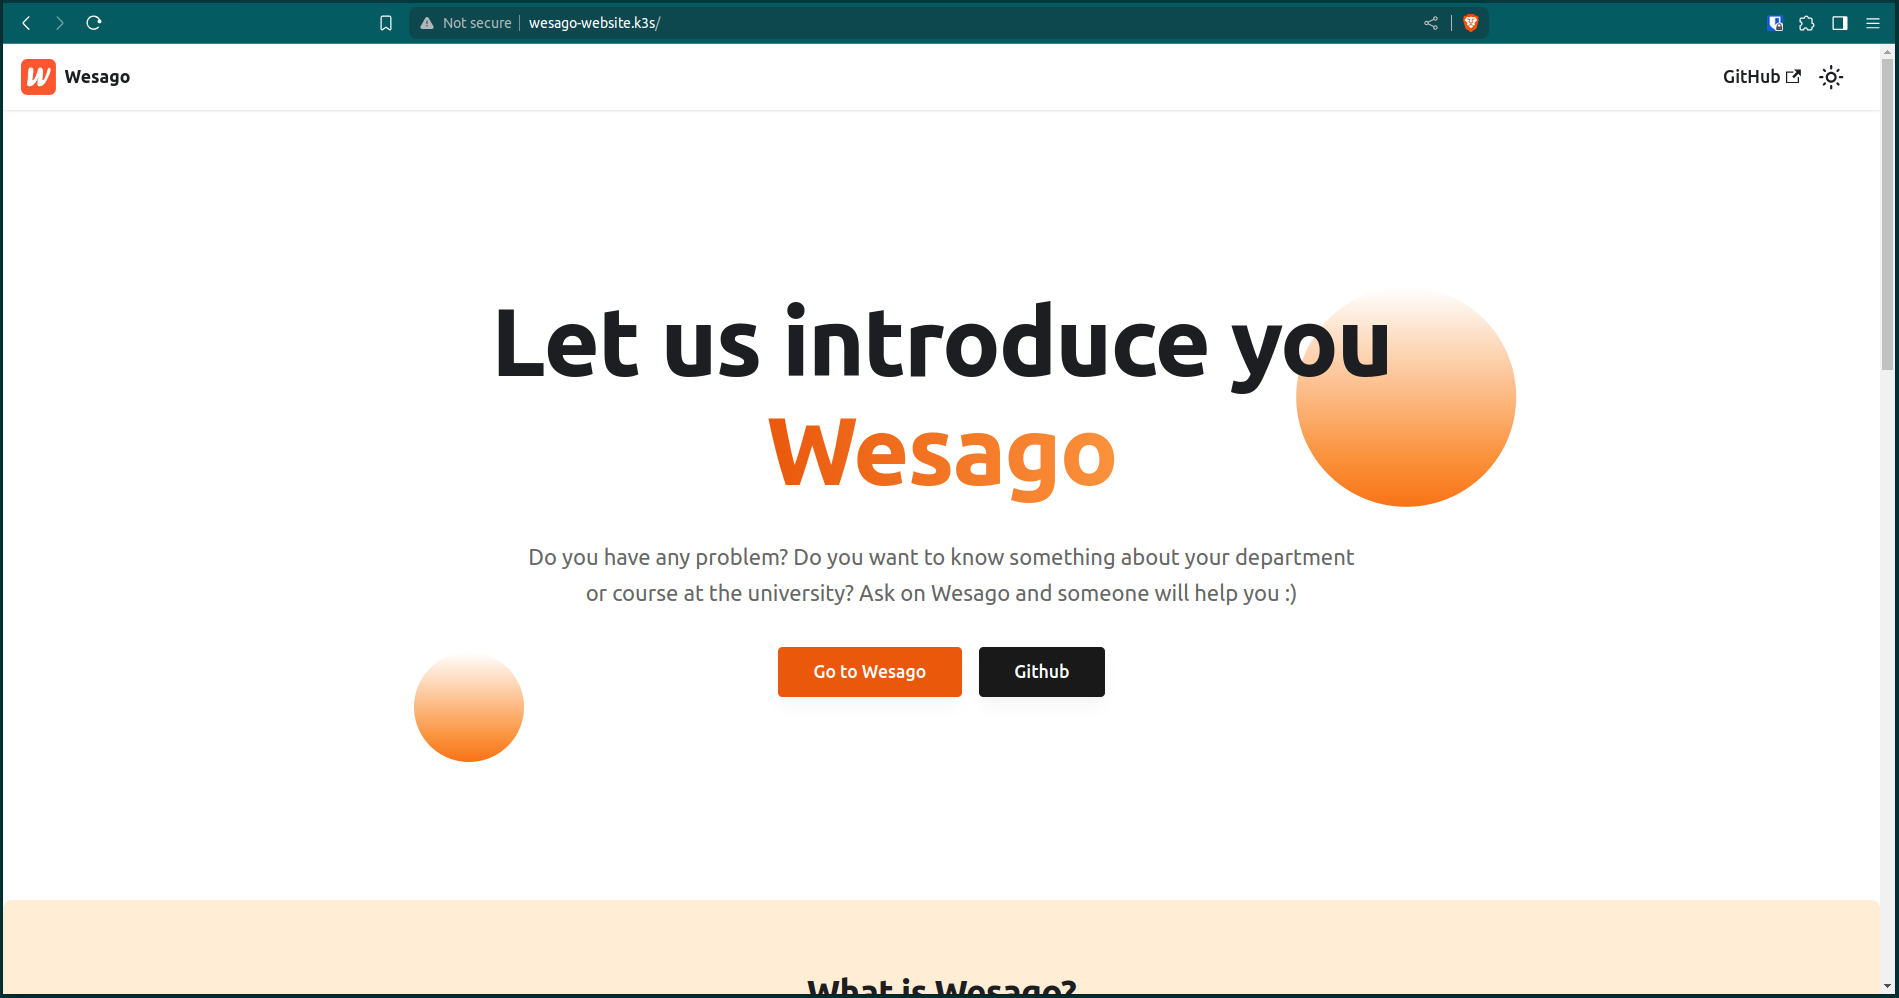 Not secure wesago-website.k3s/
Wesago
GitHub
Let us introduce you
Wesago
Do you have any problem? Do you want to know something about your department
or course at the university? Ask on Wesago and someone will help you :)
Go to Wesago
Github
What is Wesago?